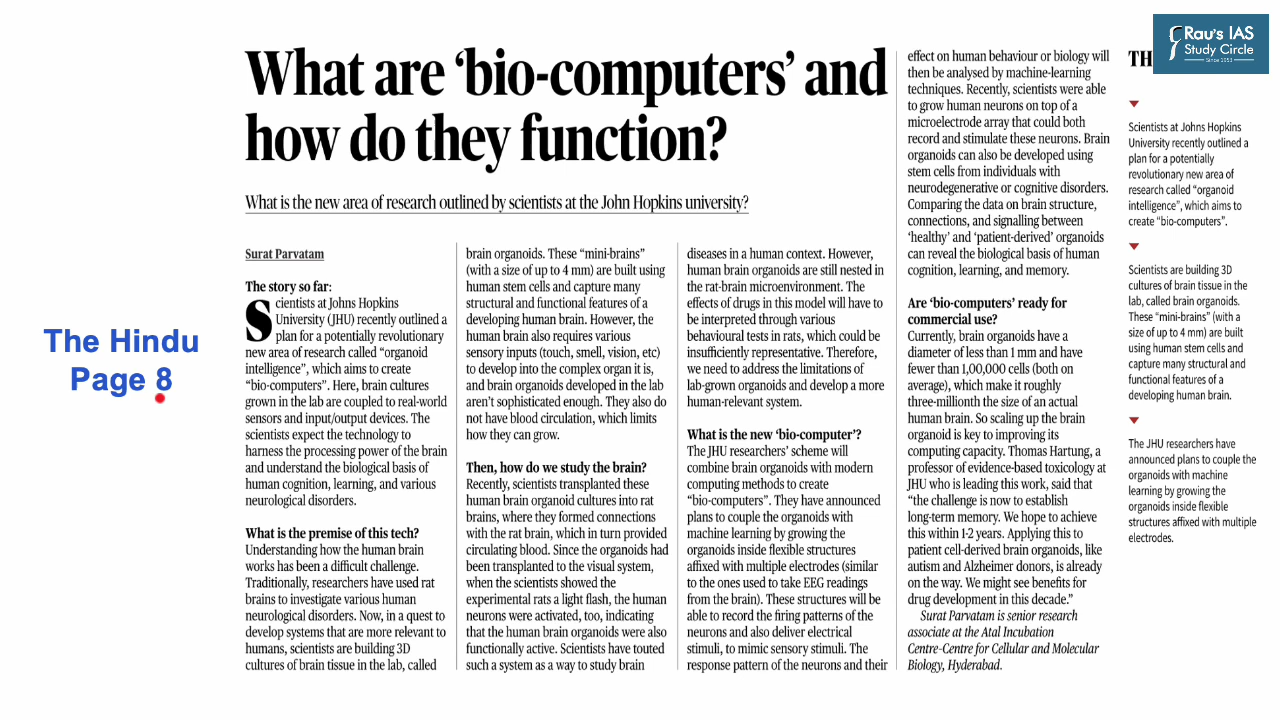 Rau's IAS
Study Circle
Since 1953
The Hindu
Page 8
What are ‘bio-computers’ and
how do they function?
What is the new area of research outlined by scientists at the John Hopkins university?
Surat Parvatam
The story so far:
Scientists at Johns Hopkins
University (JHU) recently outlined a
plan for a potentially revolutionary
new area of research called “organoid
intelligence”, which aims to create
“bio-computers”. Here, brain cultures
grown in the lab are coupled to real-world
sensors and input/output devices. The
scientists expect the technology to
harness the processing power of the brain
and understand the biological basis of
human cognition, learning, and various
neurological disorders.
What is the premise of this tech?
Understanding how the human brain
works has been a difficult challenge.
Traditionally, researchers have used rat
brains to investigate various human
neurological disorders. Now, in a quest to
develop systems that are more relevant to
humans, scientists are building 3D
cultures of brain tissue in the lab, called
brain organoids. These “mini-brains”
(with a size of up to 4 mm) are built using
human stem cells and capture many
structural and functional features of a
developing human brain. However, the
human brain also requires various
sensory inputs (touch, smell, vision, etc)
to develop into the complex organ it is,
and brain organoids developed in the lab
aren’t sophisticated enough. They also do
not have blood circulation, which limits
how they can grow.
Then, how do we study the brain?
Recently, scientists transplanted these
human brain organoid cultures into rat
brains, where they formed connections
with the rat brain, which in turn provided
circulating blood. Since the organoids had
been transplanted to the visual system,
when the scientists showed the
experimental rats a light flash, the human
neurons were activated, too, indicating
that the human brain organoids were also
functionally active. Scientists have touted
such a system as a way to study brain
diseases in a human context. However,
human brain organoids are still nested in
the rat-brain microenvironment. The
effects of drugs in this model will have to
be interpreted through various
behavioural tests in rats, which could be
insufficiently representative. Therefore,
we need to address the limitations of
lab-grown organoids and develop a more
human-relevant system.
What is the new ‘bio-computer’?
The JHU researchers’ scheme will
combine brain organoids with modern
computing methods to create
“bio-computers”. They have announced
plans to couple the organoids with
machine learning by growing the
organoids inside flexible structures
affixed with multiple electrodes (similar
to the ones used to take EEG readings
from the brain). These structures will be
able to record the firing patterns of the
neurons and also deliver electrical
stimuli, to mimic sensory stimuli. The
response pattern of the neurons and their
effect on human behaviour or biology will
then be analysed by machine-learning
techniques. Recently, scientists were able
to grow human neurons on top of a
microelectrode array that could both
record and stimulate these neurons. Brain
organoids can also be developed using
stem cells from individuals with
neurodegenerative or cognitive disorders.
Comparing the data on brain structure,
connections, and signalling between
‘healthy’ and ‘patient-derived’ organoids
can reveal the biological basis of human
cognition, learning, and memory.
Are ‘bio-computers’ ready for
commercial use?
Currently, brain organoids have a
diameter of less than 1 mm and have
fewer than 1,00,000 cells (both on
average), which make it roughly
three-millionth the size of an actual
human brain. So scaling up the brain
organoid is key to improving its
computing capacity. Thomas Hartung, a
professor of evidence-based toxicology at
JHU who is leading this work, said that
“the challenge is now to establish
long-term memory. We hope to achieve
this within 1-2 years. Applying this to
patient cell-derived brain organoids, like
autism and Alzheimer donors, is already
on the way. We might see benefits for
drug development in this decade.”
Surat Parvatam is senior research
associate at the Atal Incubation
Centre-Centre for Cellular and Molecular
Biology, Hyderabad.
TH
Scientists at Johns Hopkins
University recently outlined a
plan for a potentially
revolutionary new area of
research called “organoid
intelligence”, which aims to
create “bio-computers”.
Scientists are building 3D
cultures of brain tissue in the
lab, called brain organoids.
These “mini-brains” (with a
size of up to 4 mm) are built
using human stem cells and
capture many structural and
functional features of a
developing human brain.
The JHU researchers have
announced plans to couple the
organoids with machine
learning by growing the
organoids inside flexible
structures affixed with multiple
electrodes.